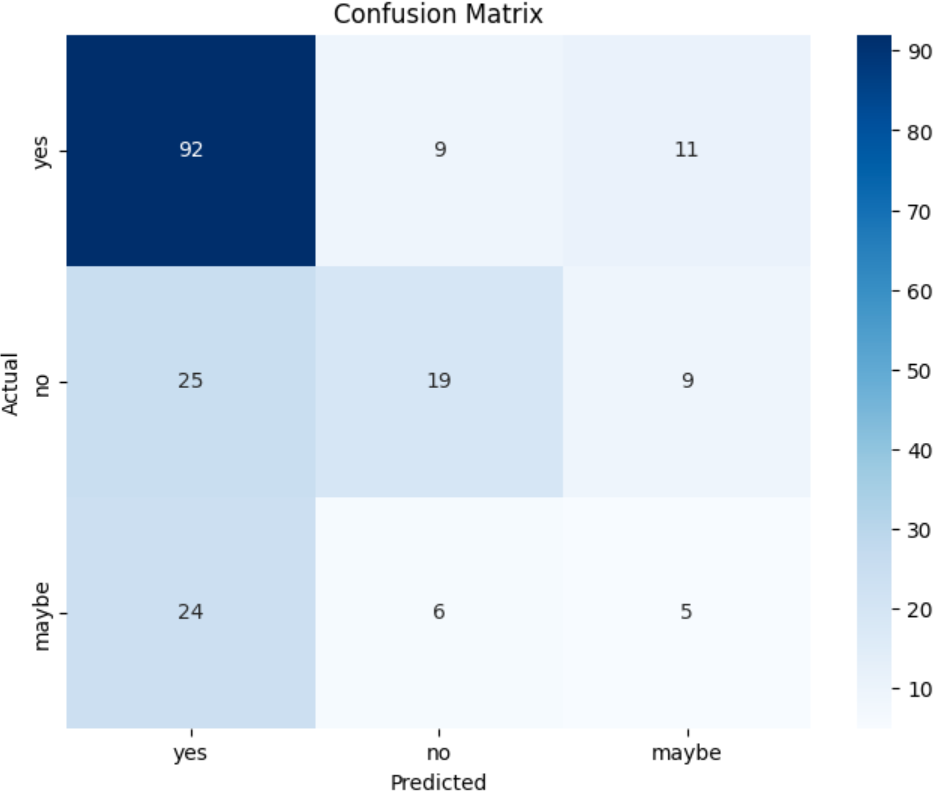 Confusion Matrix
yes 92 9 11
no 25 19 9
maybe 24 6 5
Actual
yes no maybe
Predicted
90
80
70
60
50
40
30
20
10